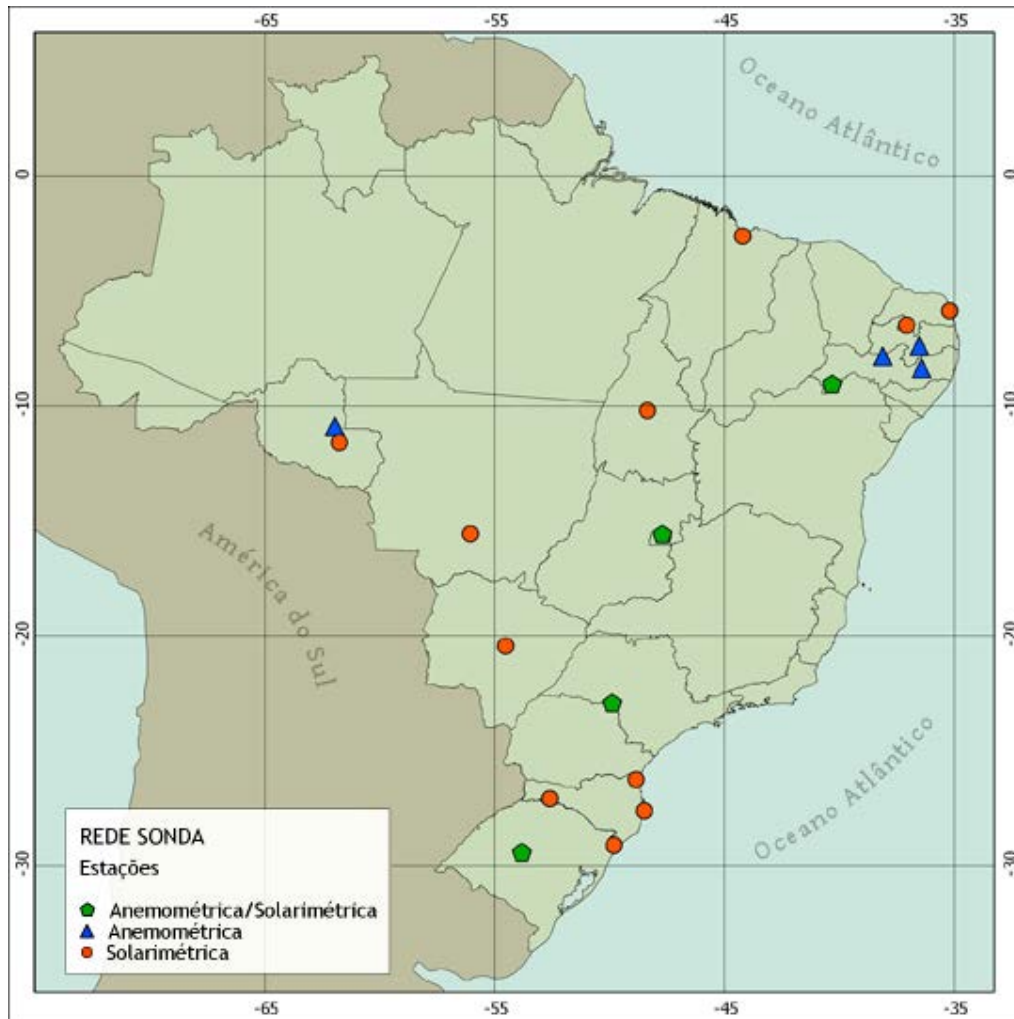 -65 -55 -45 -35
Oceano Atlântico
0 0
-10 -10
América do Sul
-20 -20
Oceano Atlântico
-30 -30
REDE SONDA
Estações
Anemométrica/Solarimétrica
Anemométrica
Solarimétrica
-65 -55 -45 -35